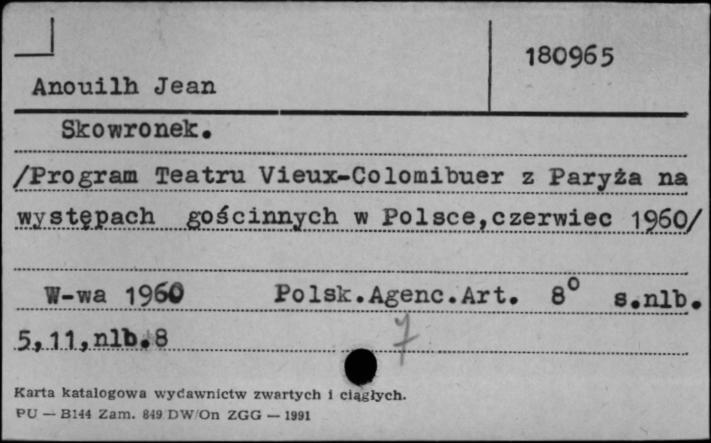 180965
Anouilh Jean
Skowronek.
/Program Teatru Vieux-Colomibuer z Paryża na
występach gościnnych w Polsce,czerwiec 1960/
W-wa 1960 Polsk.Agenc.Art. 8° s.nlb.
5,11,nlb.8
7
Karta katalogowa wydawnictw zwartych i ciągłych.
PU — B144 Zam. 849 DW/On ZGG — 1991